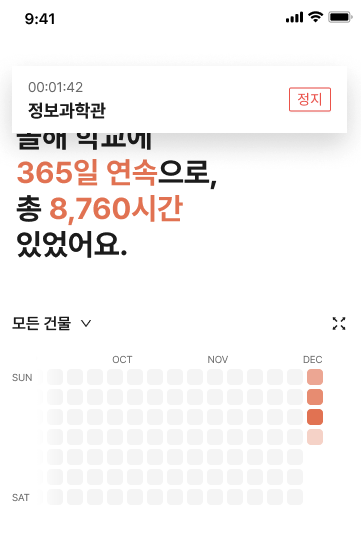 9:41
00:01:42
정보과학관
정지
올해 학교에
365일 연속으로,
총 8,760시간
있었어요.
모든 건물
OCT NOV DEC
SUN
SAT